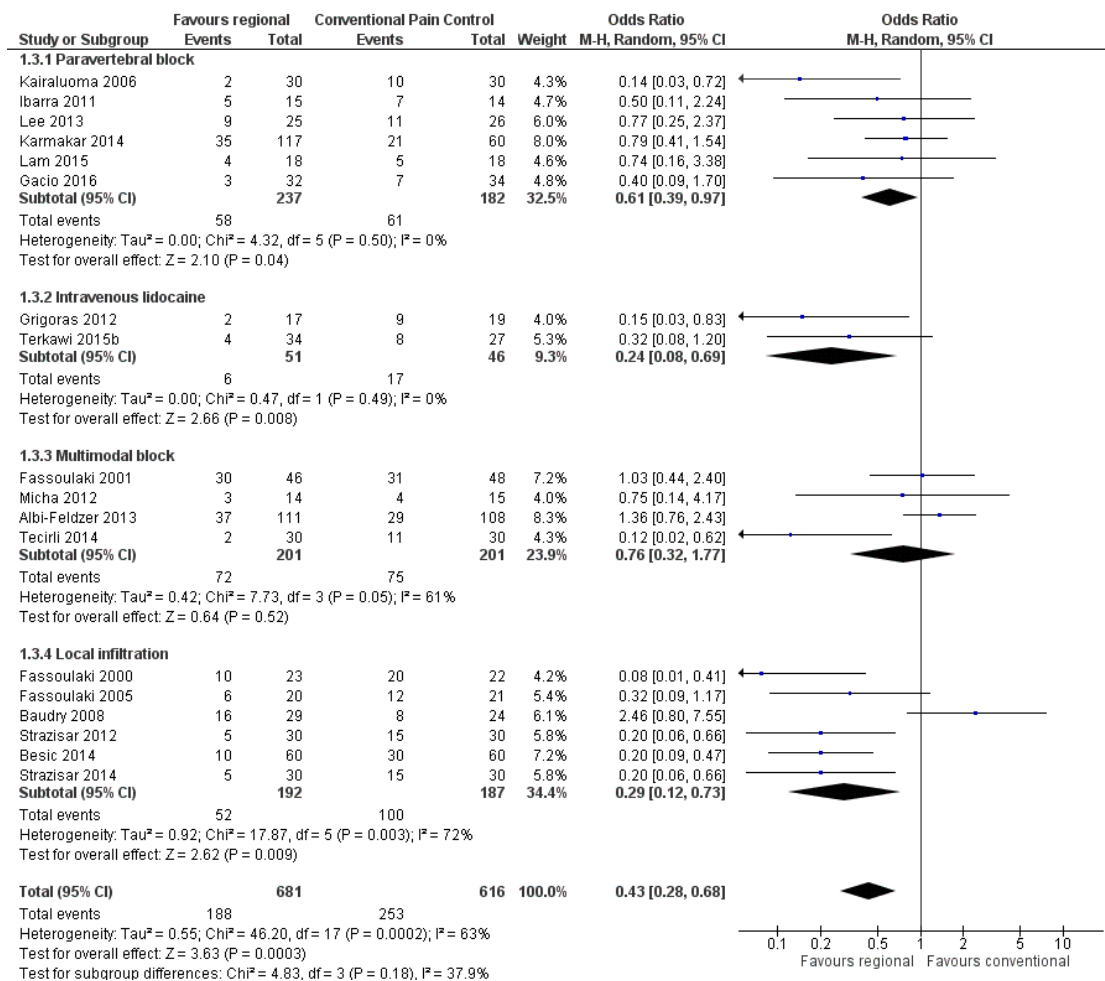 Favours regional Conventional Pain Control Odds Ratio Odds Ratio
Study or Subgroup Events Total Events Total Weight M-H, Random, 95% CI M-H, Random, 95% CI
1.3.1 Paravertebral block
Kairaluoma 2006 2 30 10 30 4.3% 0.14 [0.03, 0.72]
Ibarra 2011 5 15 7 14 4.7% 0.50 [0.11, 2.24]
Lee 2013 9 25 11 26 6.0% 0.77 [0.25, 2.37]
Karmakar 2014 35 117 21 60 8.0% 0.79 [0.41, 1.54]
Lam 2015 4 18 5 18 4.6% 0.74 [0.16, 3.38]
Gacio 2016 3 32 7 34 4.8% 0.40 [0.09, 1.70]
Subtotal (95% CI) 237 182 32.5% 0.61 [0.39, 0.97]
Total events 58 61
Heterogeneity: Tau² = 0.00; Chi² = 4.32, df = 5 (P = 0.50); I² = 0%
Test for overall effect: Z = 2.10 (P = 0.04)
1.3.2 Intravenous lidocaine
Grigoras 2012 2 17 9 19 4.0% 0.15 [0.03, 0.83]
Terkawi 2015b 4 34 8 27 5.3% 0.32 [0.08, 1.20]
Subtotal (95% CI) 51 46 9.3% 0.24 [0.08, 0.69]
Total events 6 17
Heterogeneity: Tau² = 0.00; Chi² = 0.47, df = 1 (P = 0.49); I² = 0%
Test for overall effect: Z = 2.66 (P = 0.008)
1.3.3 Multimodal block
Fassoulaki 2001 30 46 31 48 7.2% 1.03 [0.44, 2.40]
Micha 2012 3 14 4 15 4.0% 0.75 [0.14, 4.17]
Albi-Feldzer 2013 37 111 29 108 8.3% 1.36 [0.76, 2.43]
Tecirli 2014 2 30 11 30 4.4% 0.12 [0.02, 0.62]
Subtotal (95% CI) 201 201 23.9% 0.76 [0.32, 1.77]
Total events 72 75
Heterogeneity: Tau² = 0.42; Chi² = 7.73, df = 3 (P = 0.05); I² = 61%
Test for overall effect: Z = 0.64 (P = 0.52)
1.3.4 Local infiltration
Fassoulaki 2000 10 23 20 22 4.2% 0.08 [0.01, 0.41]
Fassoulaki 2005 6 20 12 21 5.4% 0.32 [0.09, 1.17]
Baudry 2008 16 29 8 24 6.1% 2.46 [0.80, 7.55]
Strazisar 2012 5 30 15 30 5.8% 0.20 [0.06, 0.66]
Besic 2014 10 60 30 60 7.2% 0.20 [0.09, 0.47]
Strazisar 2014 5 30 15 30 5.8% 0.20 [0.06, 0.66]
Subtotal (95% CI) 192 187 34.4% 0.29 [0.12, 0.73]
Total events 52 100
Heterogeneity: Tau² = 0.92; Chi² = 17.87, df = 5 (P = 0.003); I² = 72%
Test for overall effect: Z = 2.62 (P = 0.009)
Total (95% CI) 681 616 100.0% 0.43 [0.28, 0.68]
Total events 188 253
Heterogeneity: Tau² = 0.55; Chi² = 46.20, df = 17 (P = 0.0002); I² = 63%
Test for overall effect: Z = 3.63 (P = 0.0003)
Test for subgroup differences: Chi² = 4.83, df = 3 (P = 0.18), I² = 37.9%
0.1 0.2 0.5 1 2 5 10
Favours regional Favours conventional